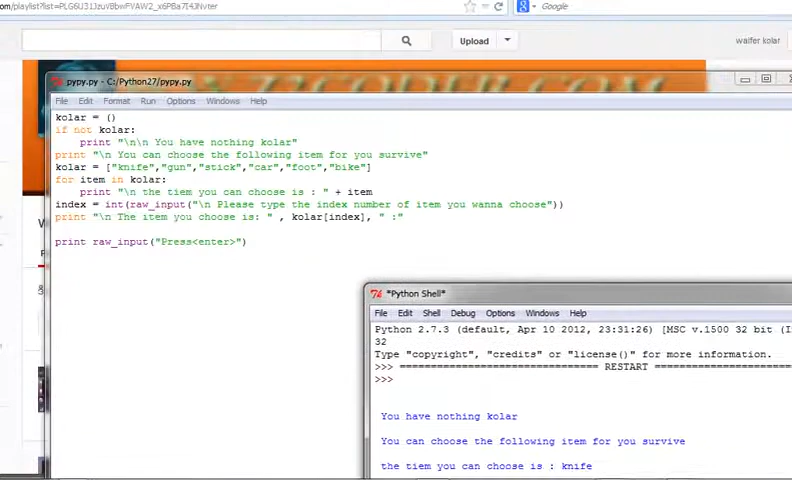 om/playlist?list=PLG6U31JzuVBbwFVAW2_x6PBa7I4JNvter
Google
Upload
waifer kolar
pypy.py - C:/Python27/pypy.py
File Edit Format Run Options Windows Help
kolar = ()
if not kolar:
print "\n\n You have nothing kolar"
print "\n You can choose the following item for you survive"
kolar = ["knife","gun","stick","car","foot","bike"]
for item in kolar:
print "\n the tiem you can choose is : " + item
index = int(raw_input("\n Please type the index number of item you wanna choose"))
print "\n The item you choose is: " , kolar[index], " :"
print raw_input("Press<enter>")
*Python Shell*
File Edit Shell Debug Options Windows Help
Python 2.7.3 (default, Apr 10 2012, 23:31:26) [MSC v.1500 32 bit (I
32
Type "copyright", "credits" or "license()" for more information.
>>> ================================ RESTART ================
>>>
You have nothing kolar
You can choose the following item for you survive
the tiem you can choose is : knife